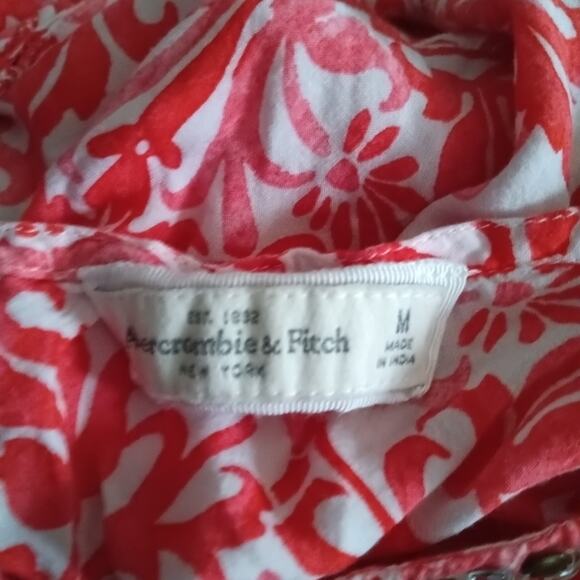 EST. 1892
Abercrombie & Fitch
NEW YORK
M
MADE
IN INDIA